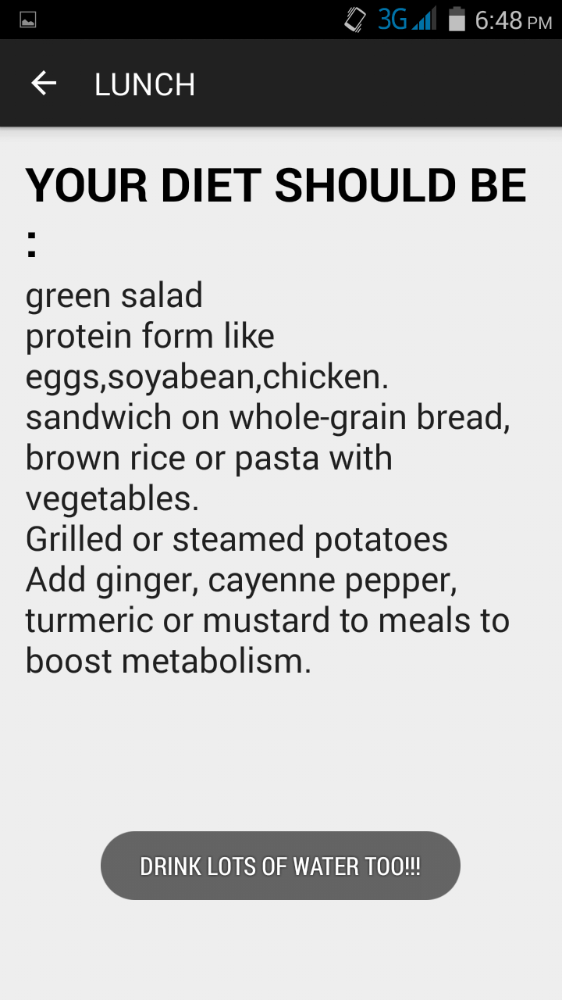 3G 6:48 PM
LUNCH
YOUR DIET SHOULD BE
:
green salad
protein form like
eggs,soyabean,chicken.
sandwich on whole-grain bread,
brown rice or pasta with
vegetables.
Grilled or steamed potatoes
Add ginger, cayenne pepper,
turmeric or mustard to meals to
boost metabolism.
DRINK LOTS OF WATER TOO!!!